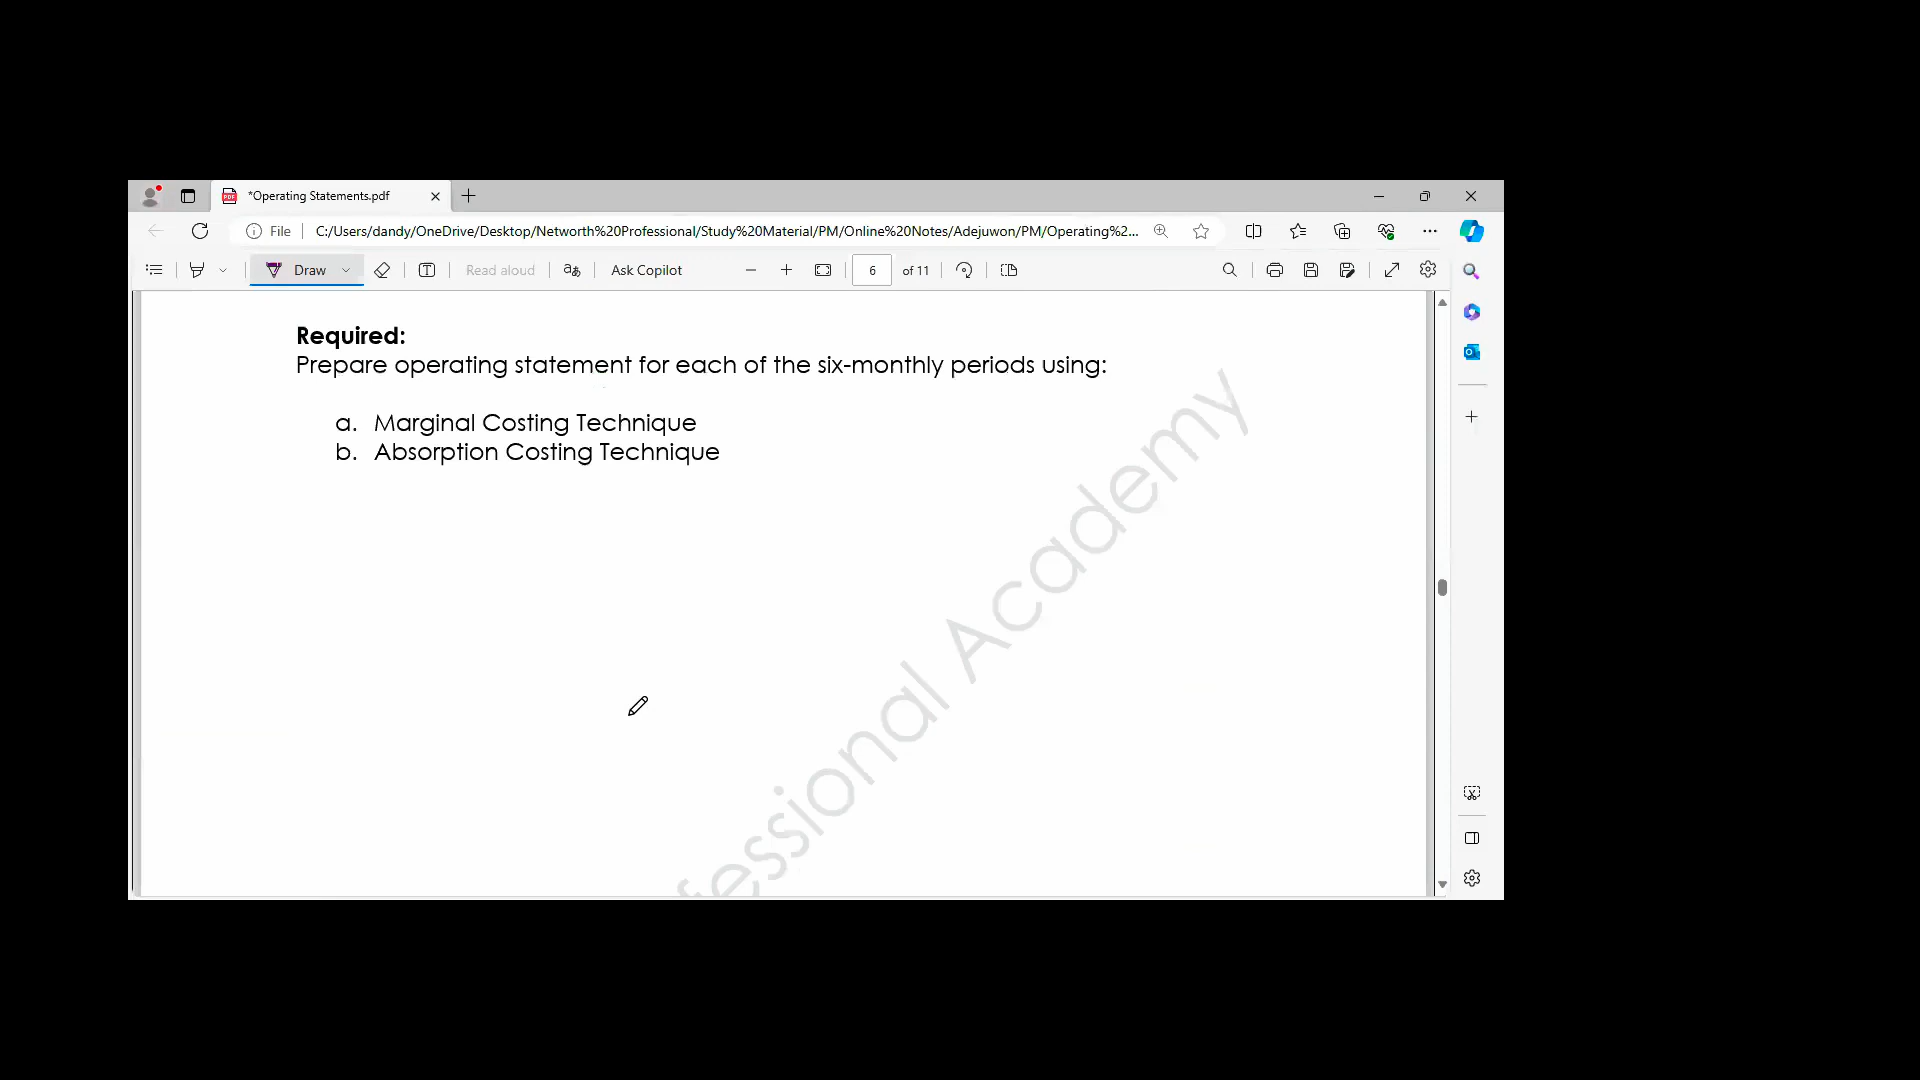 *Operating Statements.pdf
File
C:/Users/dandy/OneDrive/Desktop/Networth%20Professional/Study%20Material/PM/Online%20Notes/Adejuwon/PM/Operating%2...
Draw
Read aloud
aあ
Ask Copilot
6 of 11
Required:
Prepare operating statement for each of the six-monthly periods using:
a. Marginal Costing Technique
b. Absorption Costing Technique
fessional Academy